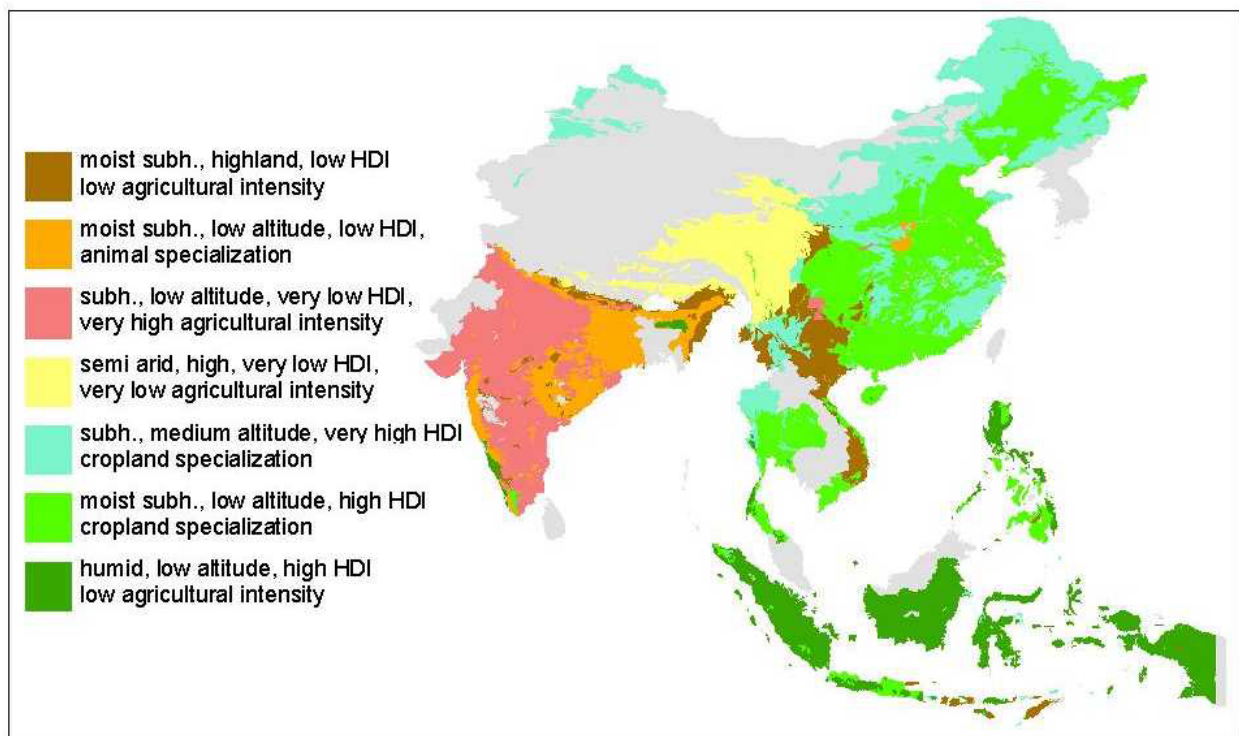 moist subh., highland, low HDI
low agricultural intensity
moist subh., low altitude, low HDI,
animal specialization
subh., low altitude, very low HDI,
very high agricultural intensity
semi arid, high, very low HDI,
very low agricultural intensity
subh., medium altitude, very high HDI
cropland specialization
moist subh., low altitude, high HDI
cropland specialization
humid, low altitude, high HDI
low agricultural intensity